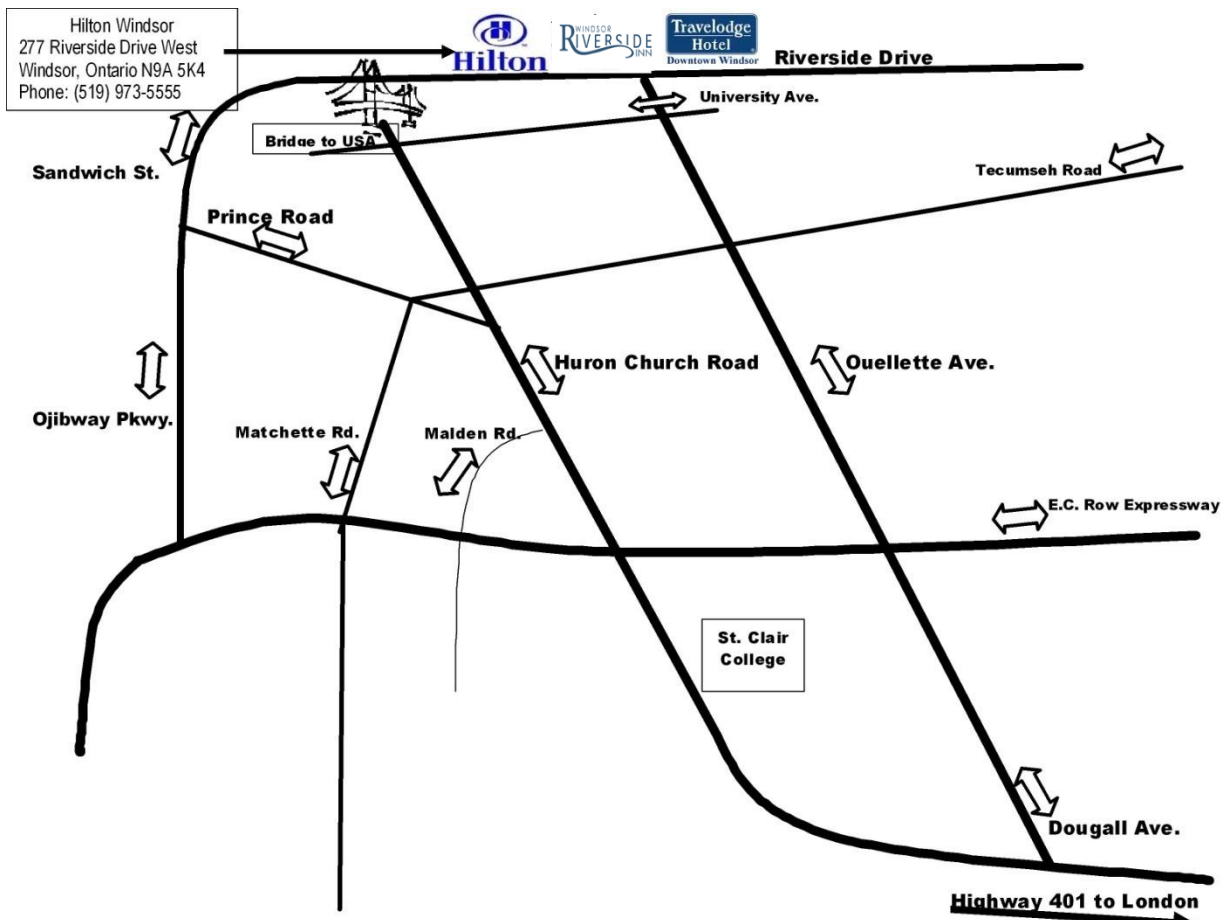 Hilton Windsor
277 Riverside Drive West
Windsor, Ontario N9A 5K4
Phone: (519) 973-5555
Hilton
WINDSOR
RIVERSIDE
INN
Travelodge
Hotel
Downtown Windsor
Riverside Drive
University Ave.
Bridge to USA
Sandwich St.
Tecumseh Road
Prince Road
Huron Church Road
Ouellette Ave.
Ojibway Pkwy.
Matchette Rd.
Malden Rd.
E.C. Row Expressway
St. Clair
College
Dougall Ave.
Highway 401 to London